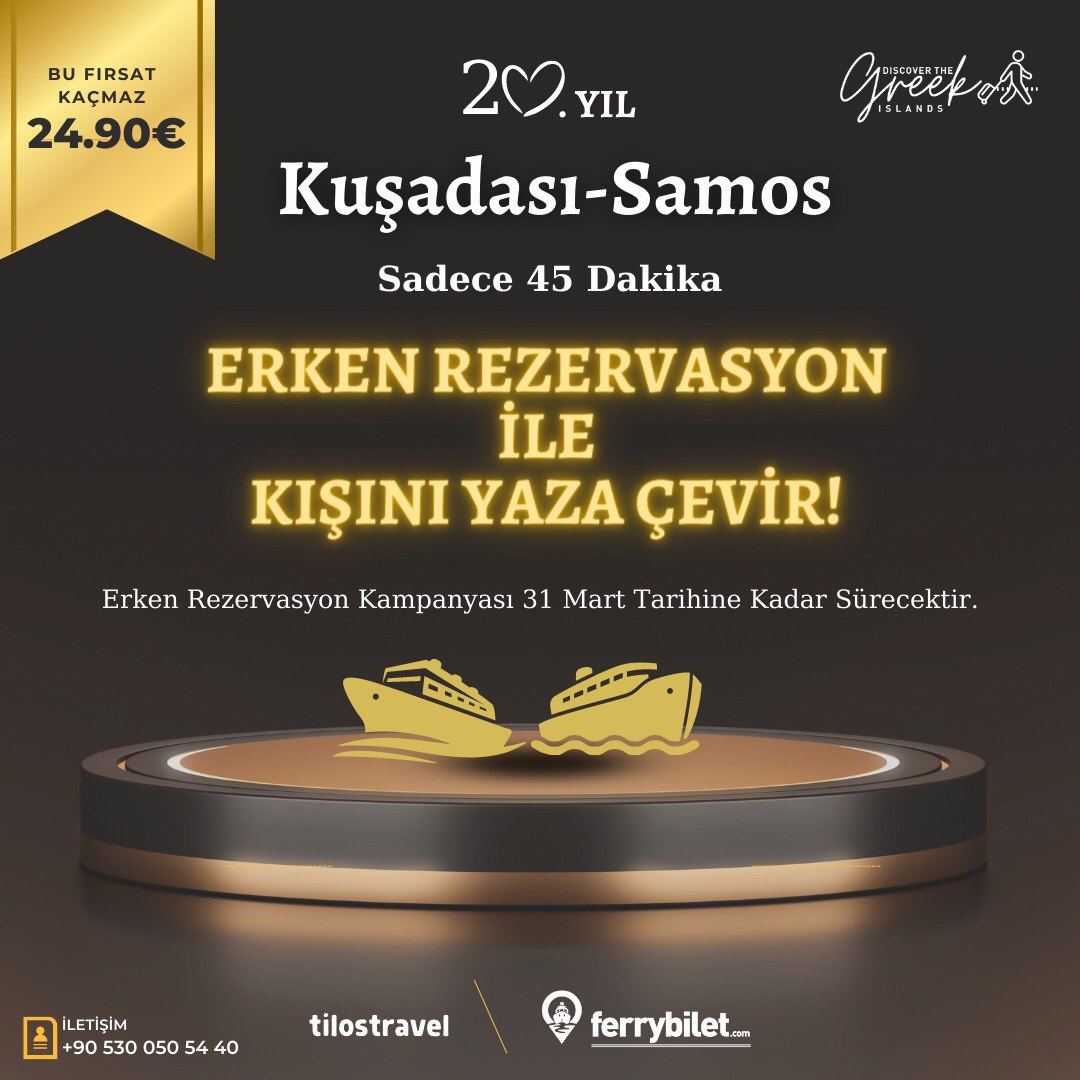 BU FIRSAT
KAÇMAZ
24.90€
20. YIL
DISCOVER THE
Greek
ISLANDS
Kuşadası-Samos
Sadece 45 Dakika
ERKEN REZERVASYON
İLE
KIŞINI YAZA ÇEVİR!
Erken Rezervasyon Kampanyası 31 Mart Tarihine Kadar Sürecektir.
İLETİŞİM
+90 530 050 54 40
tilostravel
ferrybilet.com